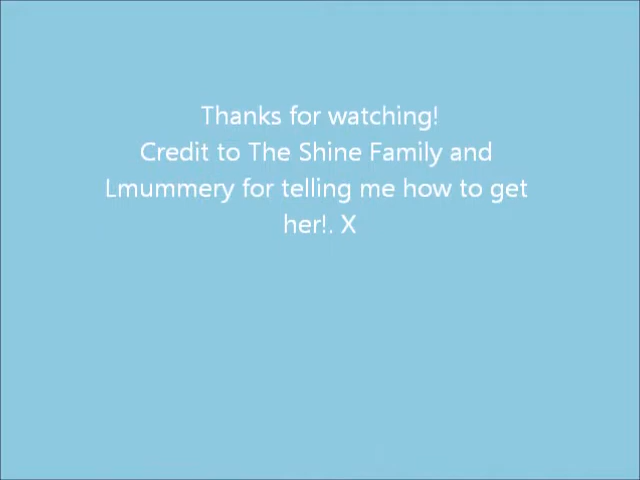 Thanks for watching!
Credit to The Shine Family and
Lmummery for telling me how to get
her!. X